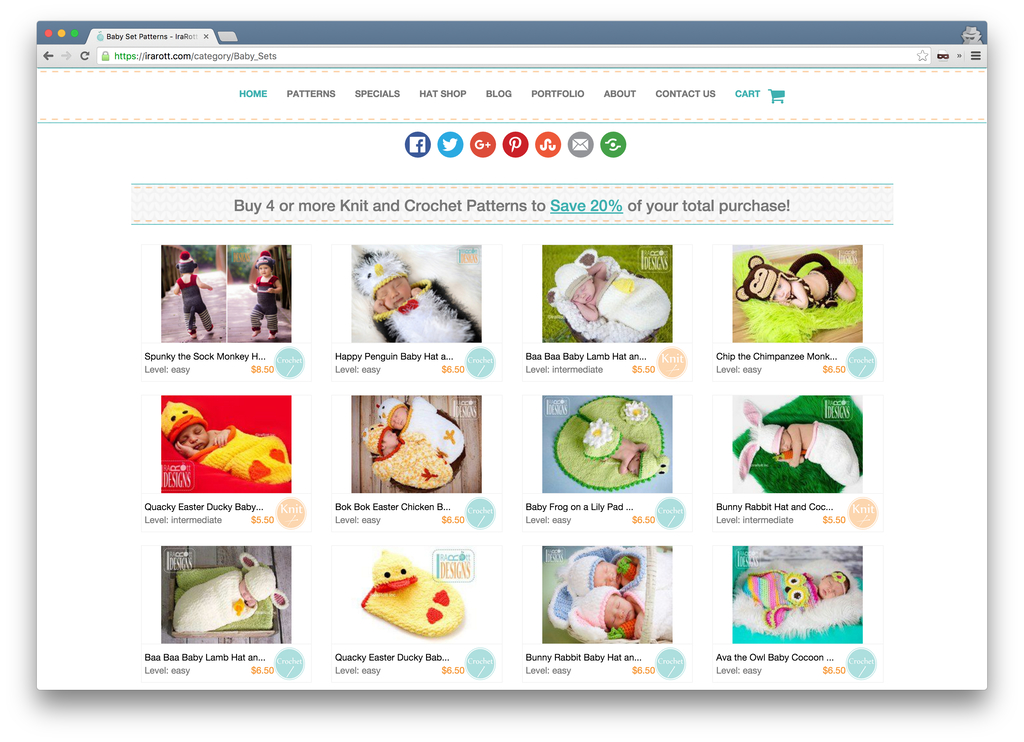 Baby Set Patterns - IraRott
https://irarott.com/category/Baby_Sets
HOME PATTERNS SPECIALS HAT SHOP BLOG PORTFOLIO ABOUT CONTACT US CART
Buy 4 or more Knit and Crochet Patterns to Save 20% of your total purchase!
Spunky the Sock Monkey H...
Level: easy $8.50
Crochet
Happy Penguin Baby Hat a...
Level: easy $6.50
Crochet
Baa Baa Baby Lamb Hat an...
Level: intermediate $5.50
Knit
Chip the Chimpanzee Monk...
Level: easy $6.50
Crochet
Quacky Easter Ducky Baby...
Level: intermediate $5.50
Knit
Bok Bok Easter Chicken B...
Level: easy $6.50
Crochet
Baby Frog on a Lily Pad ...
Level: easy $6.50
Crochet
Bunny Rabbit Hat and Coc...
Level: intermediate $5.50
Knit
Baa Baa Baby Lamb Hat an...
Level: easy $6.50
Crochet
IRAROTT
DESIGNS
Quacky Easter Ducky Bab...
Level: easy $6.50
Crochet
Bunny Rabbit Baby Hat an...
Level: easy $6.50
Crochet
Ava the Owl Baby Cocoon ...
Level: easy $6.50
Crochet